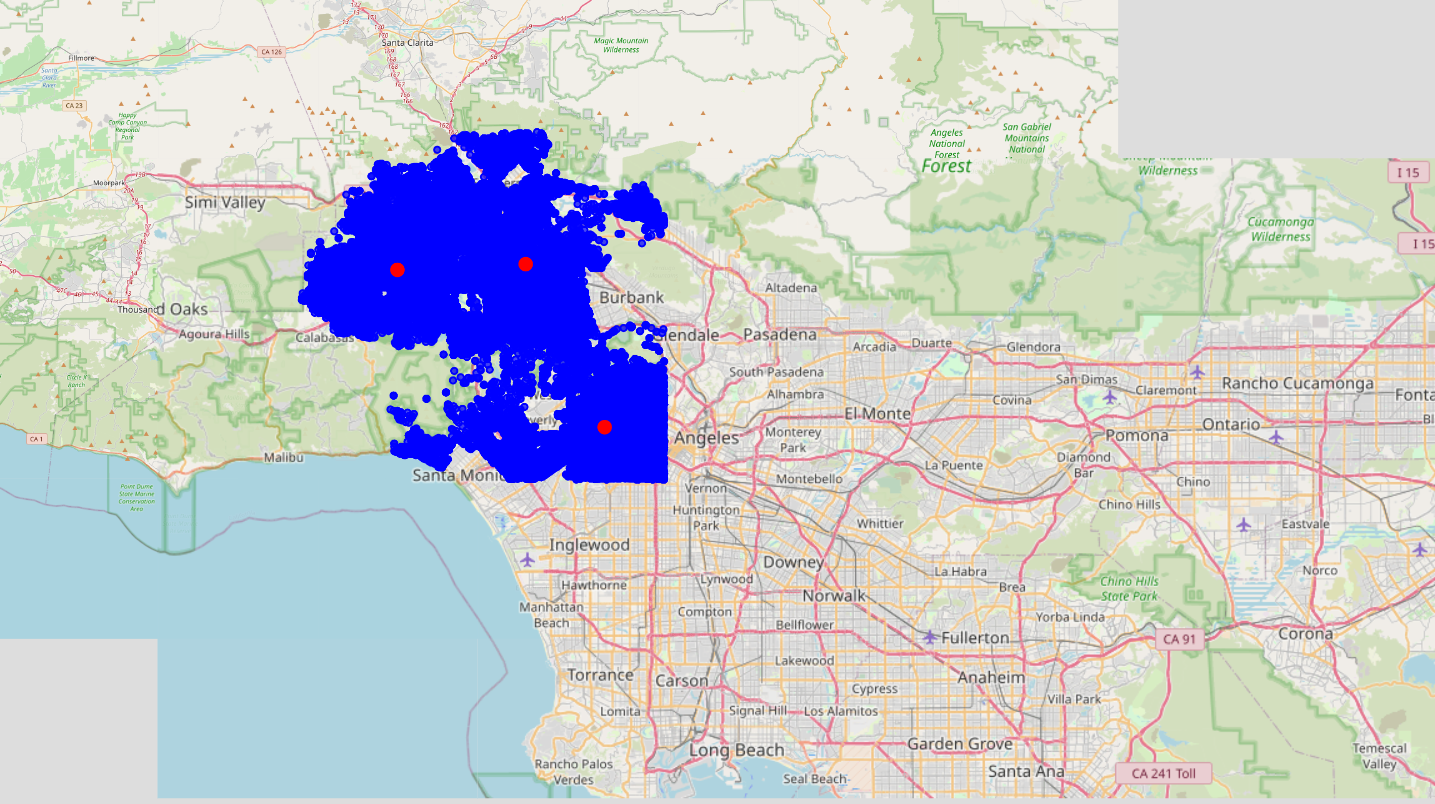 Santa Clarita
Magic Mountain
Wilderness
CA 126
Fillmore
CA 23
Happy
Camp Canyon
Regional
Park
Angeles
National
Forest
Forest
San Gabriel
Mountains
National
Wilderness
I 15
Moorpark
Simi Valley
Cucamonga
Wilderness
I 15
Burbank
Altadena
d Oaks
Agoura Hills
Calabasas
Glendale
Pasadena
Arcadia
Duarte
Glendora
South Pasadena
San Dimas
Claremont
Rancho Cucamonga
Alhambra
Covina
Fonta
El Monte
Ontario
CA 1
Angeles
Monterey
Park
Pomona
Malibu
La Puente
Diamond
Bar
Santa Monic
Montebello
Chino
Point Dume
State Marine
Conservation
Area
Vernon
Huntington
Park
Chino Hills
Whittier
Eastvale
Inglewood
Downey
La Habra
Norco
Hawthorne
Lynwood
Brea
Chino Hills
State Park
Norwalk
Manhattan
Beach
Compton
Bellflower
Yorba Linda
Fullerton
CA 91
Corona
Lakewood
Torrance
Carson
Cypress
Anaheim
Villa Park
Lomita
Signal Hill
Los Alamitos
Long Beach
Garden Grove
Temescal
Valley
Rancho Palos
Verdes
Seal Beach
Santa Ana
CA 241 Toll